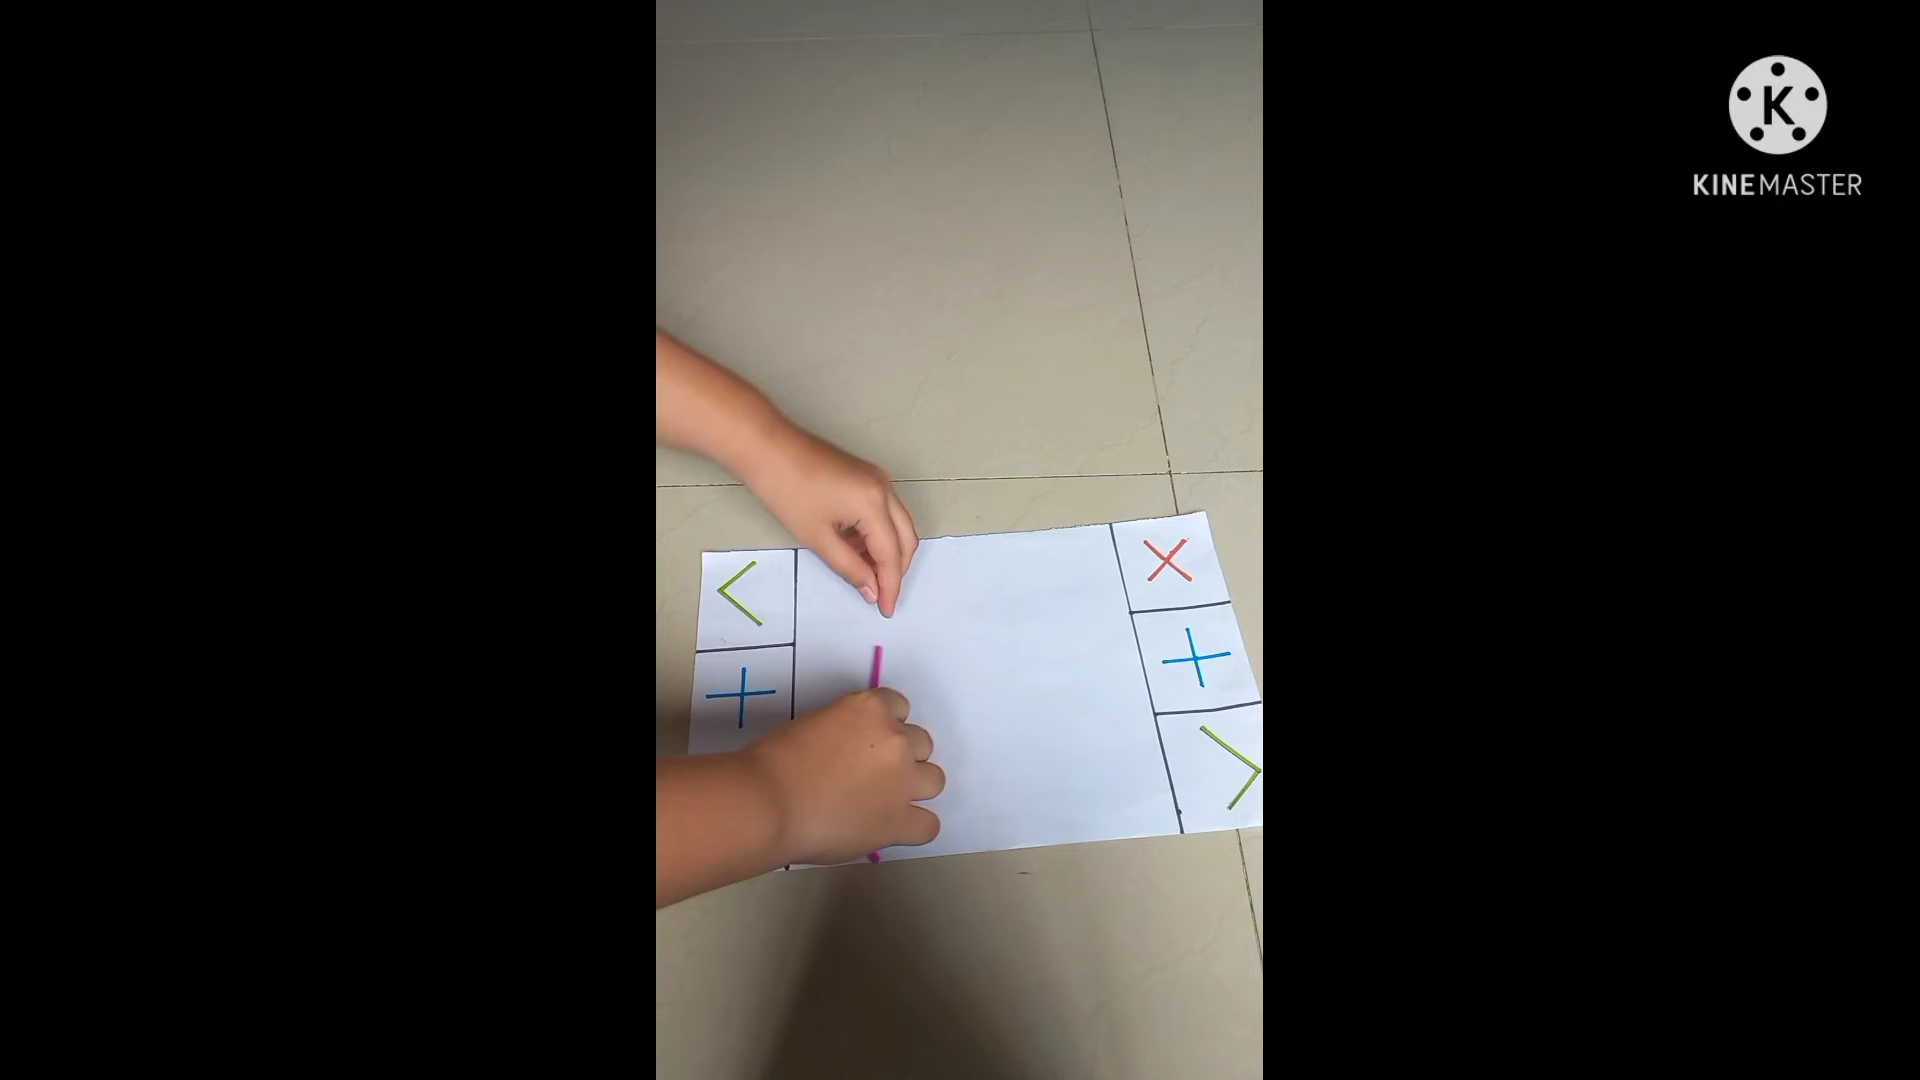 K
KINEMASTER
<
×
+
+
>